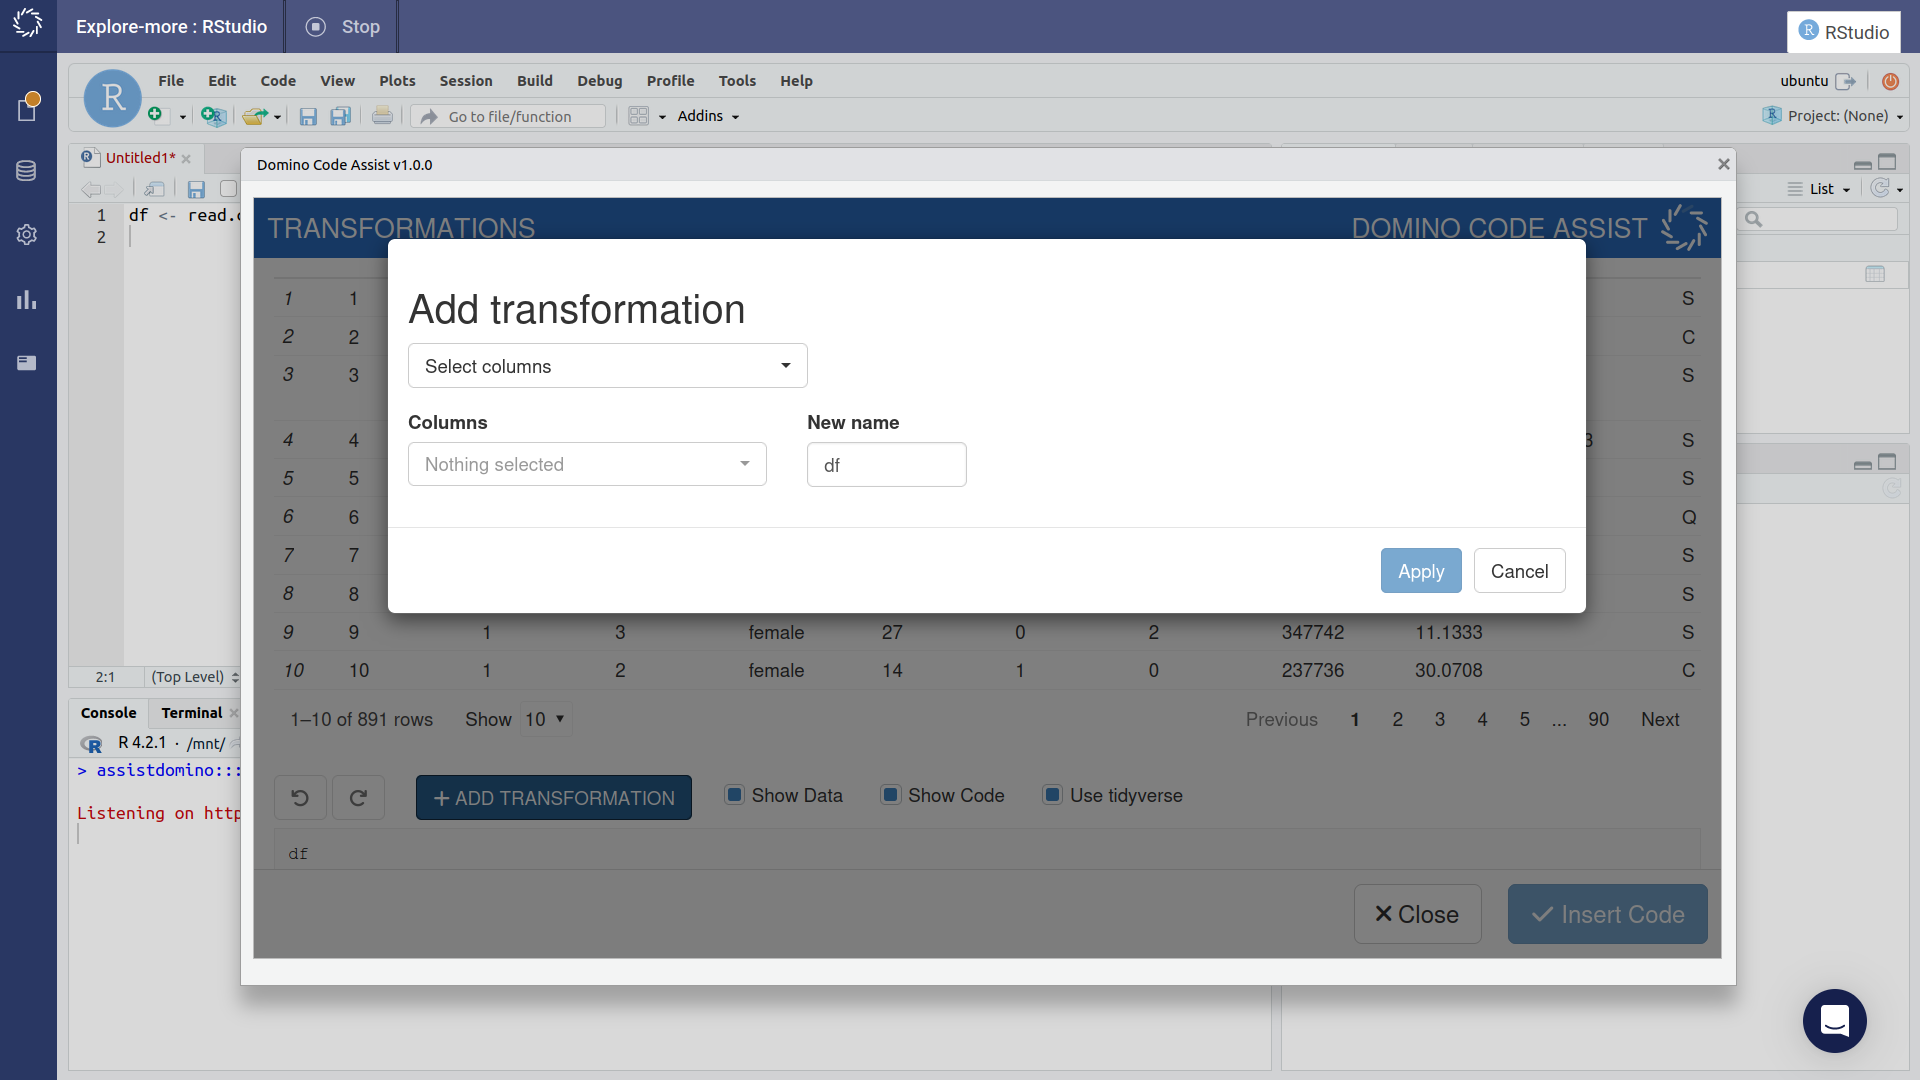 Explore-more : RStudio
Stop
R RStudio
R
File Edit Code View Plots Session Build Debug Profile Tools Help
ubuntu
Go to file/function
Addins
R Project: (None)
Untitled1*
List
1 df <- read.
2
2:1 (Top Level)
Console Terminal
R 4.2.1 · /mnt/
> assistdomino:::
Listening on http
Domino Code Assist v1.0.0
TRANSFORMATIONS
DOMINO CODE ASSIST
Add transformation
Select columns
Columns New name
Nothing selected df
Apply Cancel
1 1 S
2 2 C
3 3 S
4 4 3 S
5 5 S
6 6 Q
7 7 S
8 8 S
9 9 1 3 female 27 0 2 347742 11.1333 S
10 10 1 2 female 14 1 0 237736 30.0708 C
1–10 of 891 rows Show 10
Previous 1 2 3 4 5 ... 90 Next
+ ADD TRANSFORMATION Show Data Show Code Use tidyverse
df
Close Insert Code